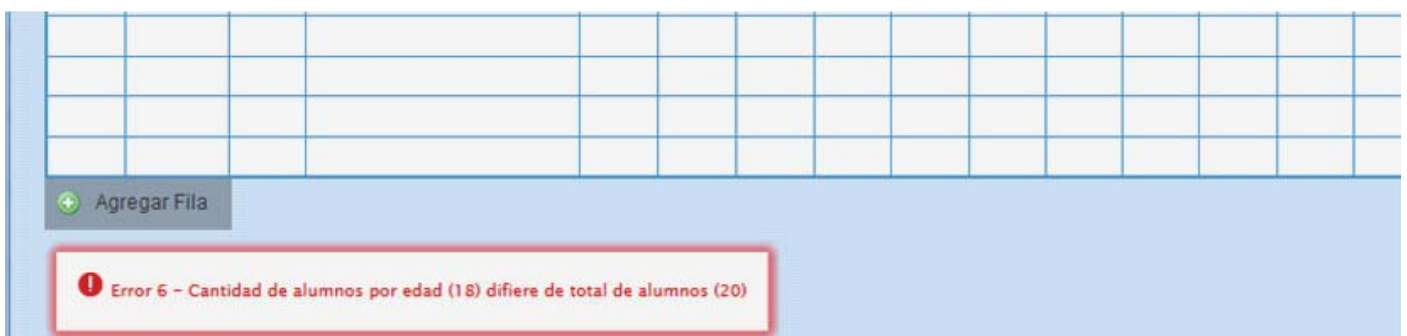 Agregar Fila
Error 6 - Cantidad de alumnos por edad (18) difiere de total de alumnos (20)